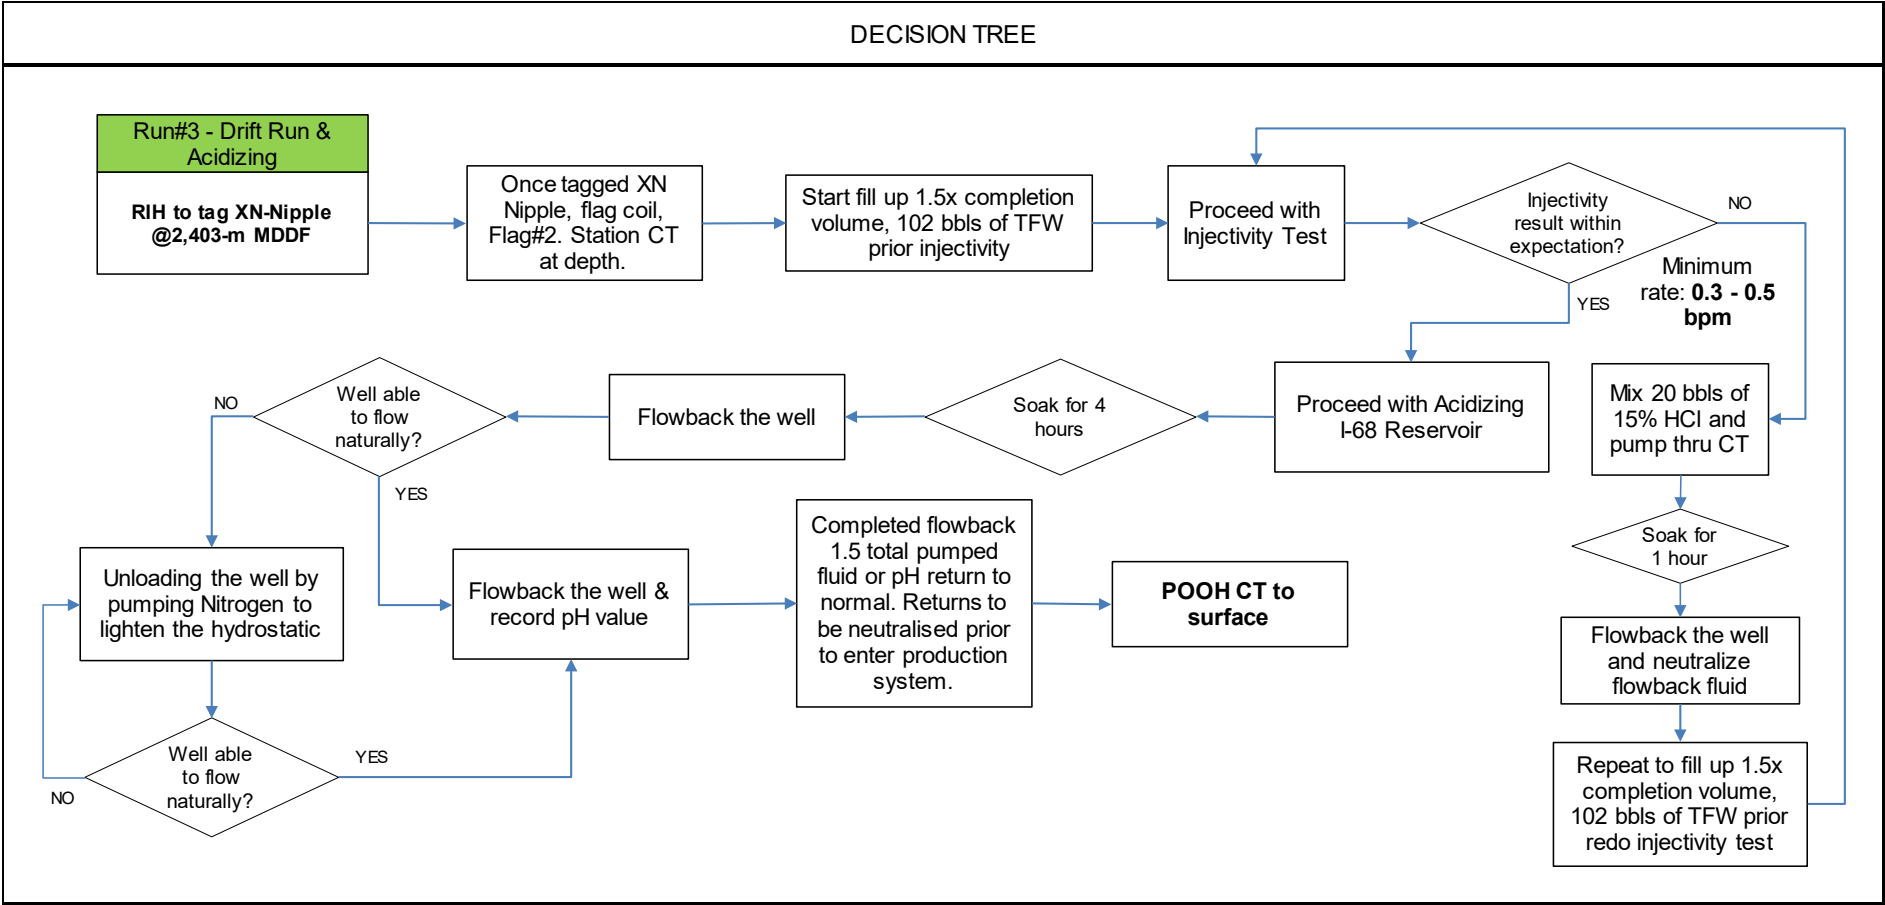 DECISION TREE
Run#3 - Drift Run &
Acidizing
RIH to tag XN-Nipple
@2,403-m MDDF
Once tagged XN
Nipple, flag coil,
Flag#2. Station CT
at depth.
Start fill up 1.5x completion
volume, 102 bbls of TFW
prior injectivity
Proceed with
Injectivity Test
Injectivity
result within
expectation?
NO
Minimum
rate: 0.3 - 0.5
bpm
YES
Mix 20 bbls of
15% HCl and
pump thru CT
Soak for
1 hour
Flowback the well
and neutralize
flowback fluid
Repeat to fill up 1.5x
completion volume,
102 bbls of TFW prior
redo injectivity test
Proceed with Acidizing
I-68 Reservoir
Soak for 4
hours
Flowback the well
Well able
to flow
naturally?
NO
YES
Unloading the well by
pumping Nitrogen to
lighten the hydrostatic
Well able
to flow
naturally?
NO
YES
Flowback the well &
record pH value
Completed flowback
1.5 total pumped
fluid or pH return to
normal. Returns to
be neutralised prior
to enter production
system.
POOH CT to
surface